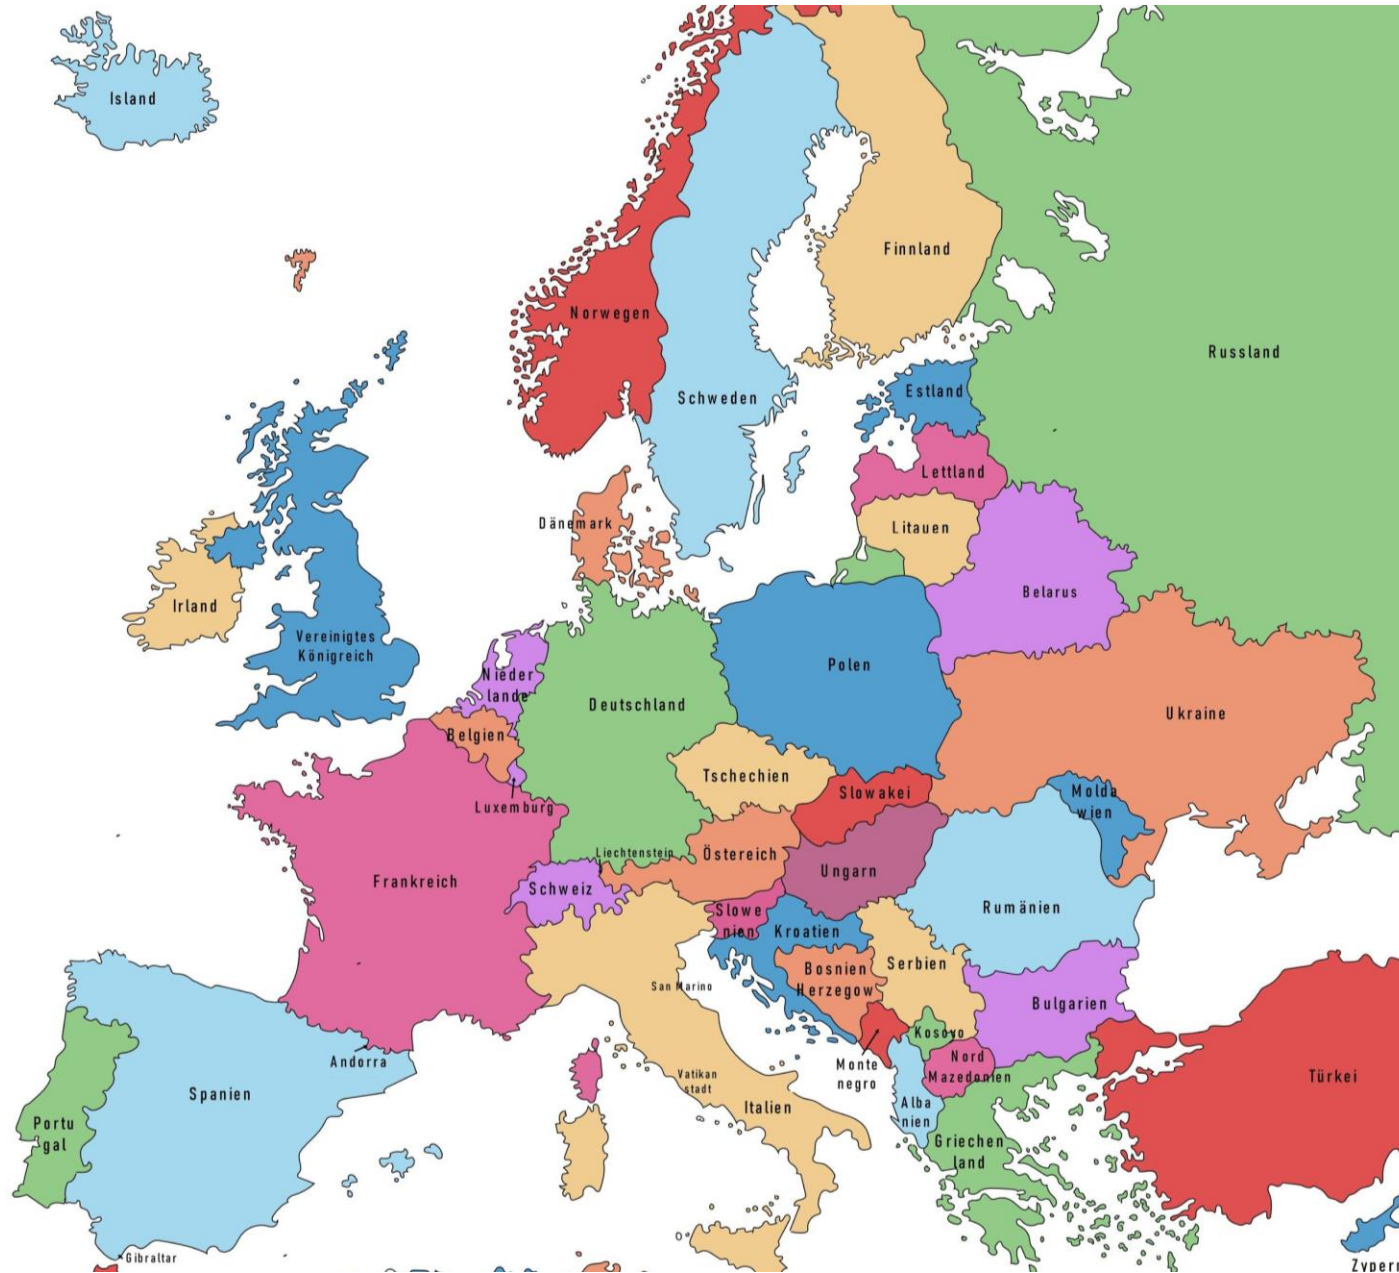 Island
Finnland
Norwegen
Russland
Schweden
Estland
Lettland
Dänemark
Litauen
Belarus
Irland
Vereinigtes
Königreich
Polen
Nieder
lande
Deutschland
Ukraine
Belgien
Tschechien
Slowakei
Molda
wien
Luxemburg
Liechtenstein
Östereich
Ungarn
Frankreich
Schweiz
Rumänien
Slowe
nien
Kroatien
Serbien
Bosnien
Herzegow
San Marino
Bulgarien
Kosovo
Andorra
Monte
negro
Nord
Mazedonien
Vatikan
stadt
Türkei
Spanien
Italien
Alba
nien
Portu
gal
Griechen
land
Gibraltar
Zypern